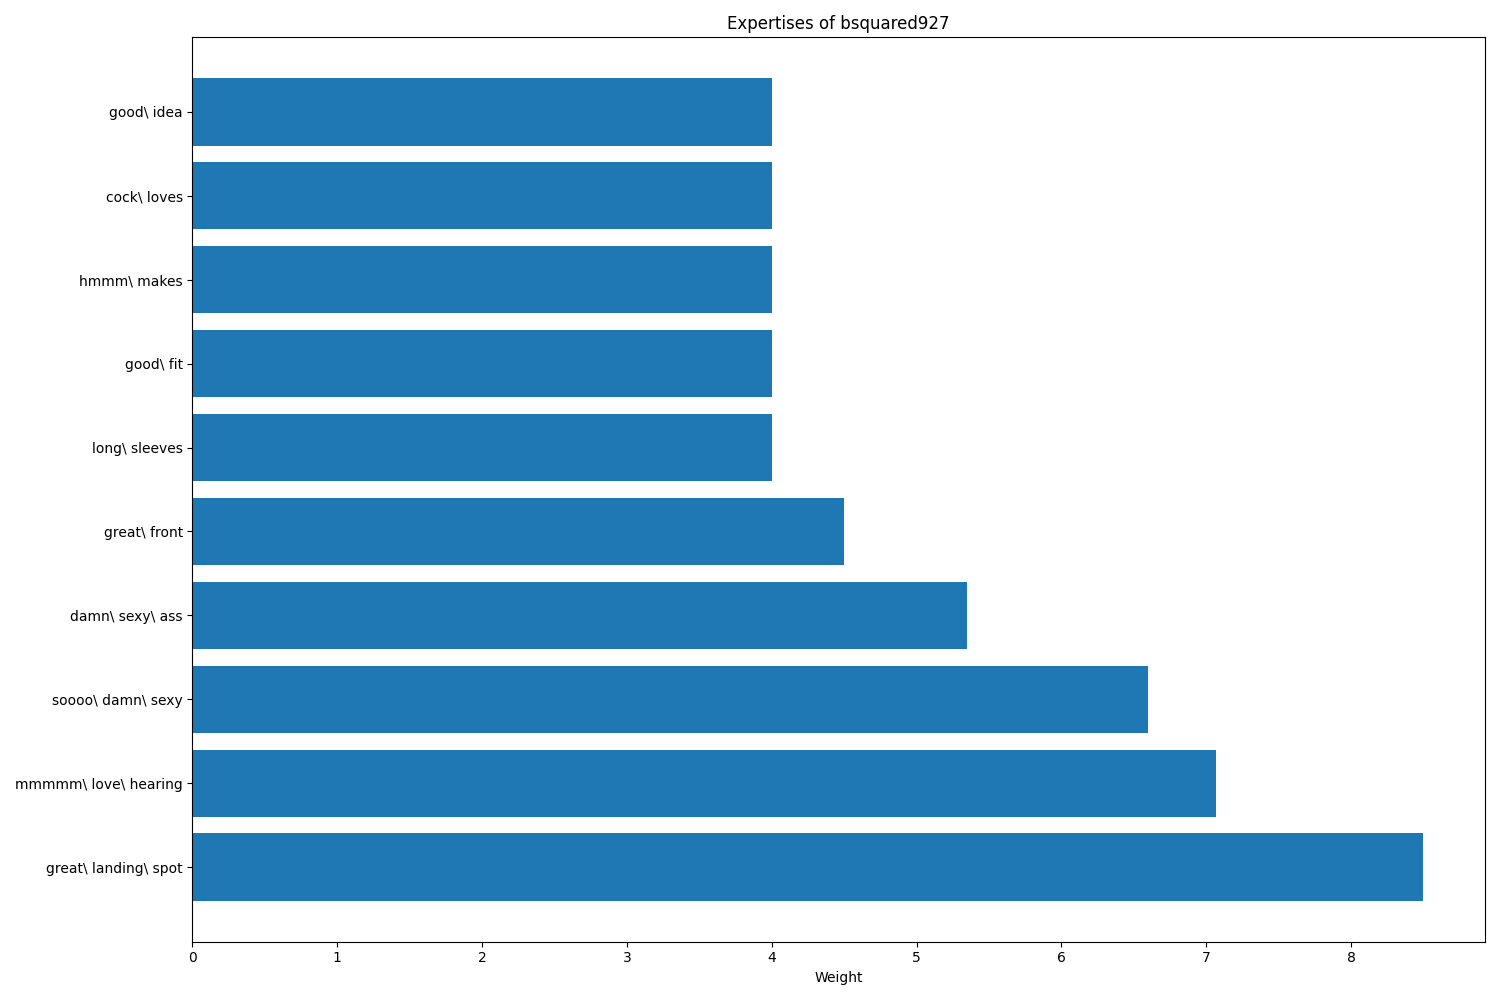 Expertises of bsquared927
good\ idea
cock\ loves
hmmm\ makes
good\ fit
long\ sleeves
great\ front
damn\ sexy\ ass
soooo\ damn\ sexy
mmmmm\ love\ hearing
great\ landing\ spot
0 1 2 3 4 5 6 7 8
Weight